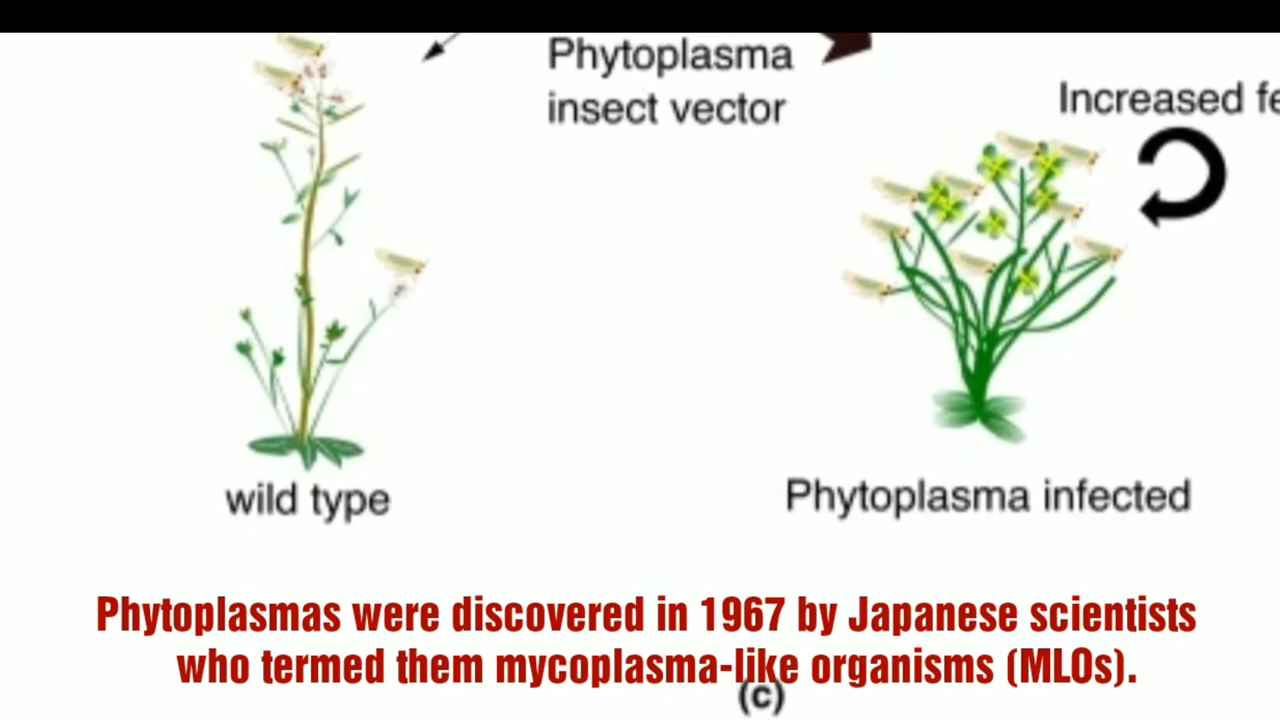 Phytoplasma
insect vector
Increased fe
wild type
Phytoplasma infected
Phytoplasmas were discovered in 1967 by Japanese scientists
who termed them mycoplasma-like organisms (MLOs).
(c)